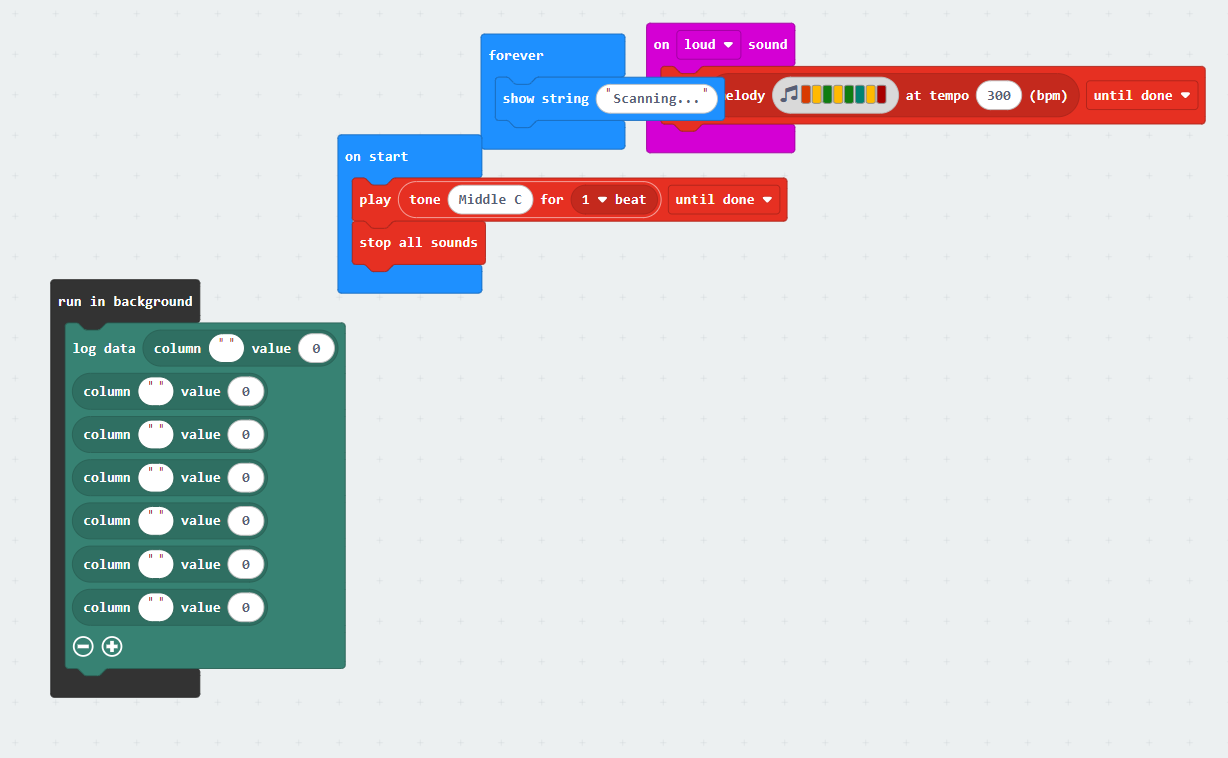 on loud sound
forever
show string "Scanning..."
at tempo 300 (bpm) until done
on start
play tone Middle C for 1 beat until done
stop all sounds
run in background
log data column " " value 0
column " " value 0
column " " value 0
column " " value 0
column " " value 0
column " " value 0
column " " value 0